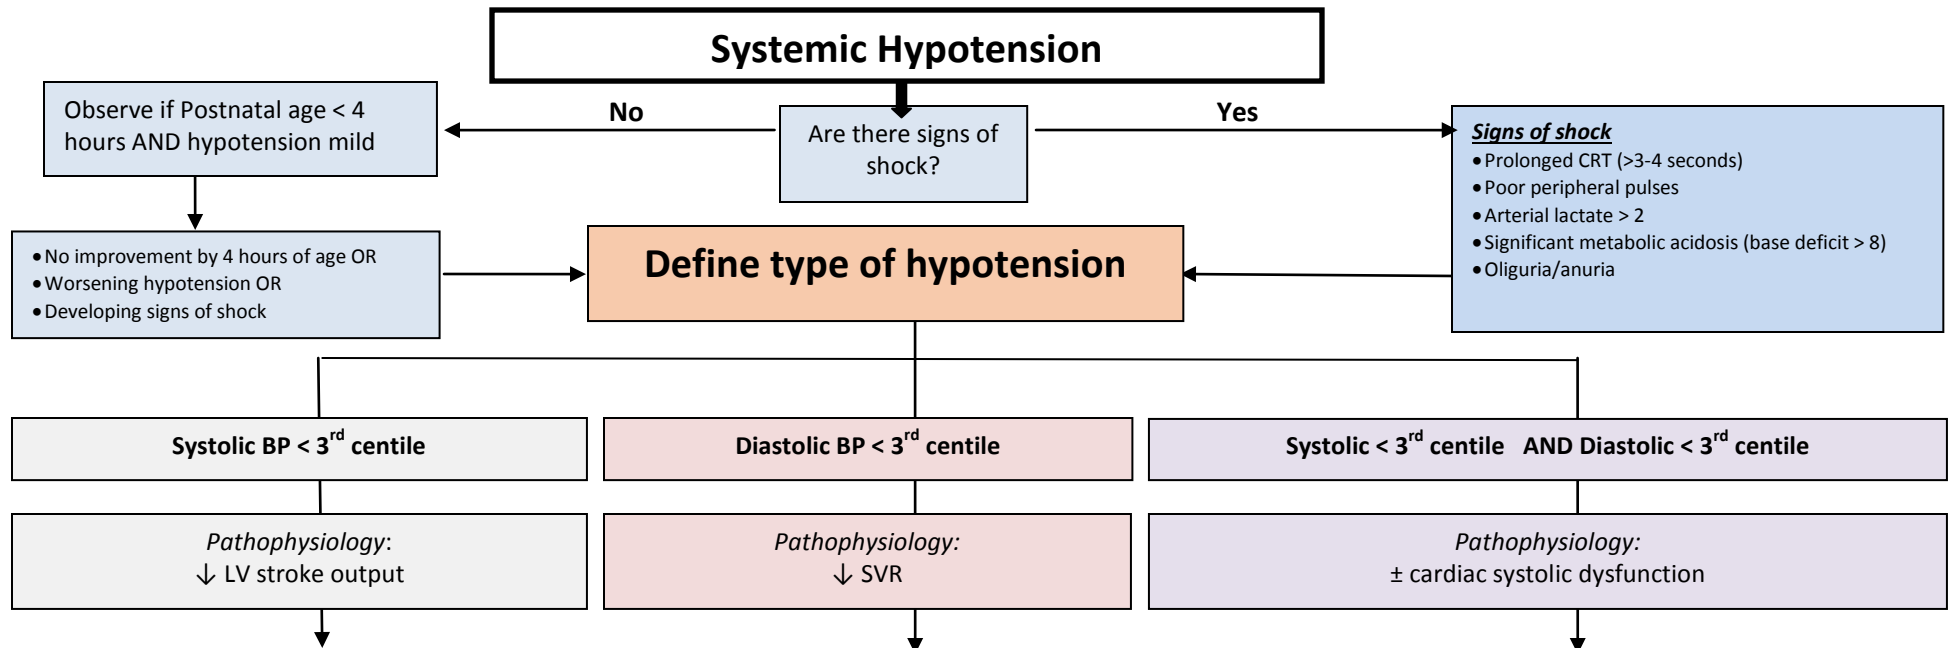 Systemic Hypotension
Observe if Postnatal age < 4
hours AND hypotension mild
No
Are there signs of
shock?
Yes
Signs of shock
• Prolonged CRT (>3-4 seconds)
• Poor peripheral pulses
• Arterial lactate > 2
• Significant metabolic acidosis (base deficit > 8)
• Oliguria/anuria
• No improvement by 4 hours of age OR
• Worsening hypotension OR
• Developing signs of shock
Define type of hypotension
Systolic BP < 3rd centile
Diastolic BP < 3rd centile
Systolic < 3rd centile AND Diastolic < 3rd centile
Pathophysiology:
↓ LV stroke output
Pathophysiology:
↓ SVR
Pathophysiology:
± cardiac systolic dysfunction